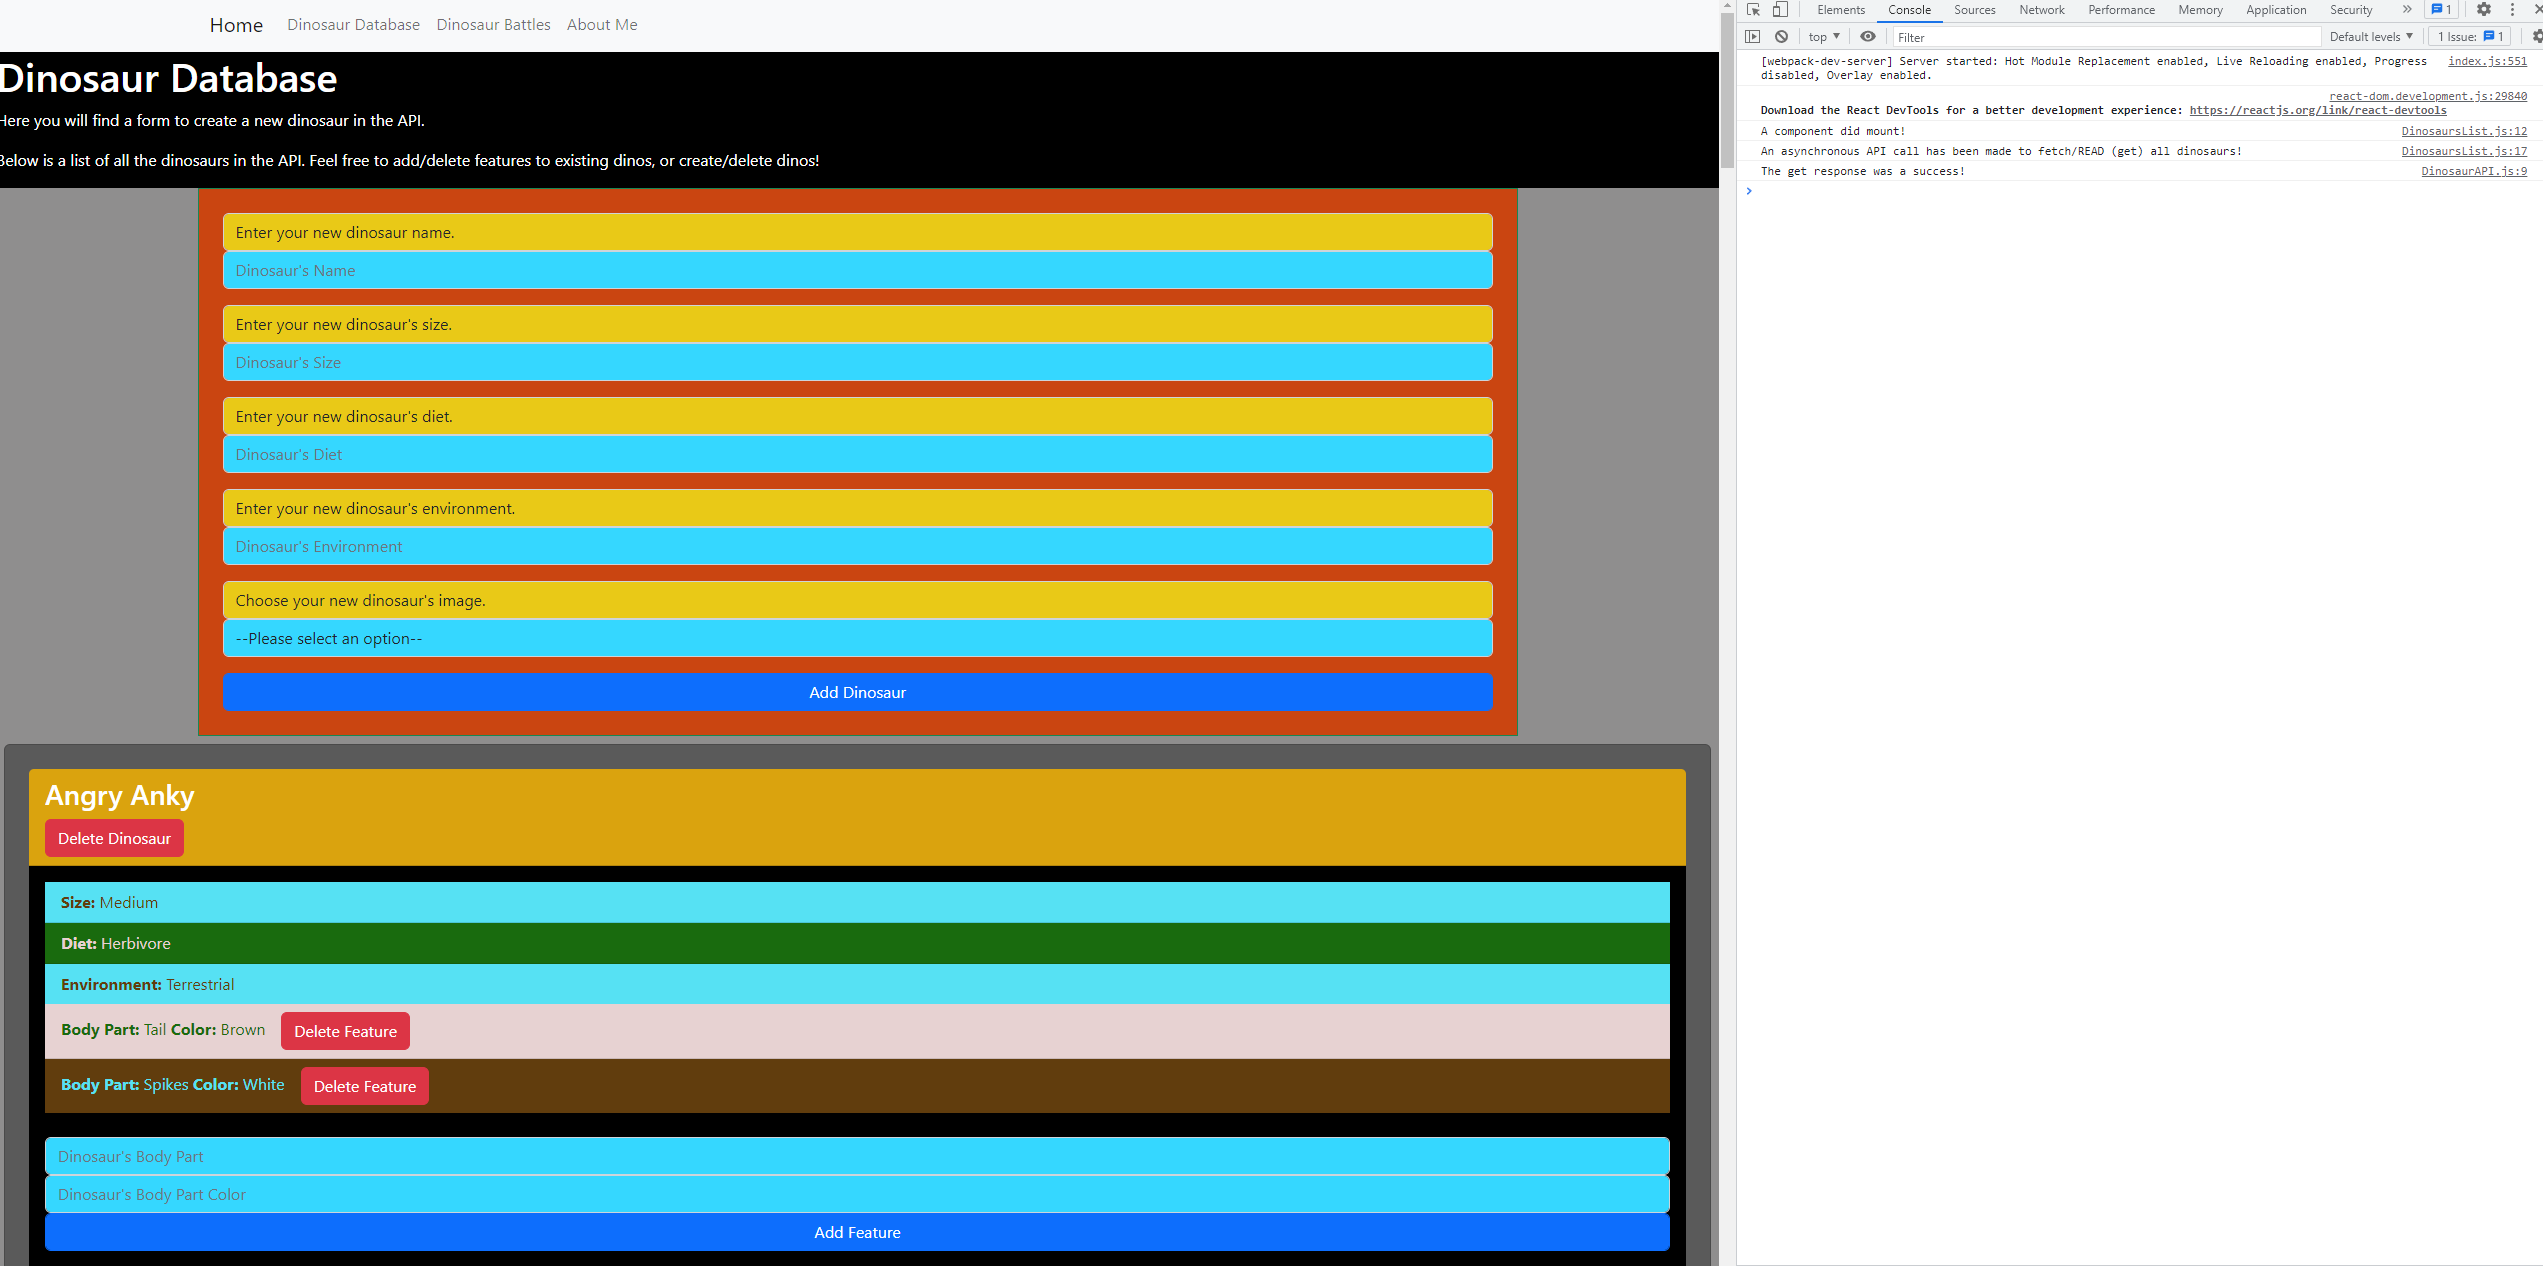 Home Dinosaur Database Dinosaur Battles About Me
Dinosaur Database
Here you will find a form to create a new dinosaur in the API.
Below is a list of all the dinosaurs in the API. Feel free to add/delete features to existing dinos, or create/delete dinos!
Enter your new dinosaur name.
Dinosaur's Name
Enter your new dinosaur's size.
Dinosaur's Size
Enter your new dinosaur's diet.
Dinosaur's Diet
Enter your new dinosaur's environment.
Dinosaur's Environment
Choose your new dinosaur's image.
--Please select an option--
Add Dinosaur
Angry Anky
Delete Dinosaur
Size: Medium
Diet: Herbivore
Environment: Terrestrial
Body Part: Tail Color: Brown Delete Feature
Body Part: Spikes Color: White Delete Feature
Dinosaur's Body Part
Dinosaur's Body Part Color
Add Feature
Elements Console Sources Network Performance Memory Application Security » 1
top ▼ Filter Default levels ▼ 1 Issue: 1
[webpack-dev-server] Server started: Hot Module Replacement enabled, Live Reloading enabled, Progress index.js:551
disabled, Overlay enabled.
react-dom.development.js:29840
Download the React DevTools for a better development experience: https://reactjs.org/link/react-devtools
A component did mount! DinosaursList.js:12
An asynchronous API call has been made to fetch/READ (get) all dinosaurs! DinosaursList.js:17
The get response was a success! DinosaurAPI.js:9